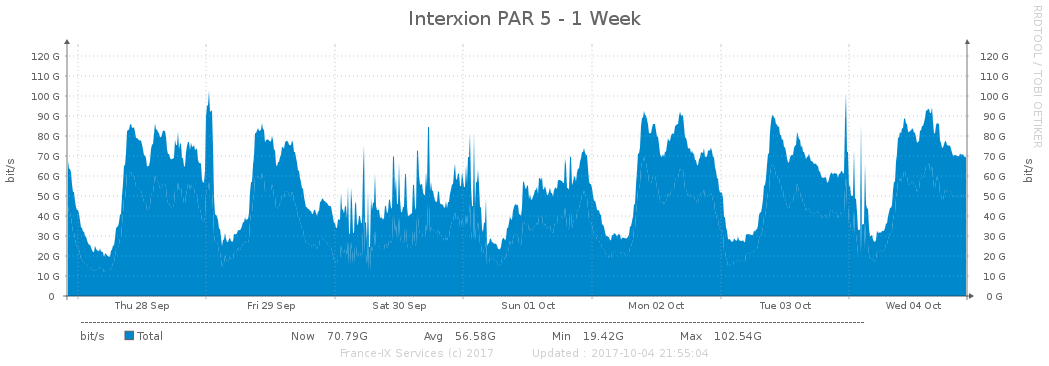 Interxion PAR 5 - 1 Week
RRDTOOL / TOBI OETIKER
120 G 120 G
110 G 110 G
100 G 100 G
90 G 90 G
80 G 80 G
70 G 70 G
60 G 60 G
50 G 50 G
40 G 40 G
30 G 30 G
20 G 20 G
10 G 10 G
0 0 G
bit/s
bit/s
Thu 28 Sep Fri 29 Sep Sat 30 Sep Sun 01 Oct Mon 02 Oct Tue 03 Oct Wed 04 Oct
bit/s Total Now 70.79G Avg 56.58G Min 19.42G Max 102.54G
France-IX Services (c) 2017 Updated : 2017-10-04 21:55:04